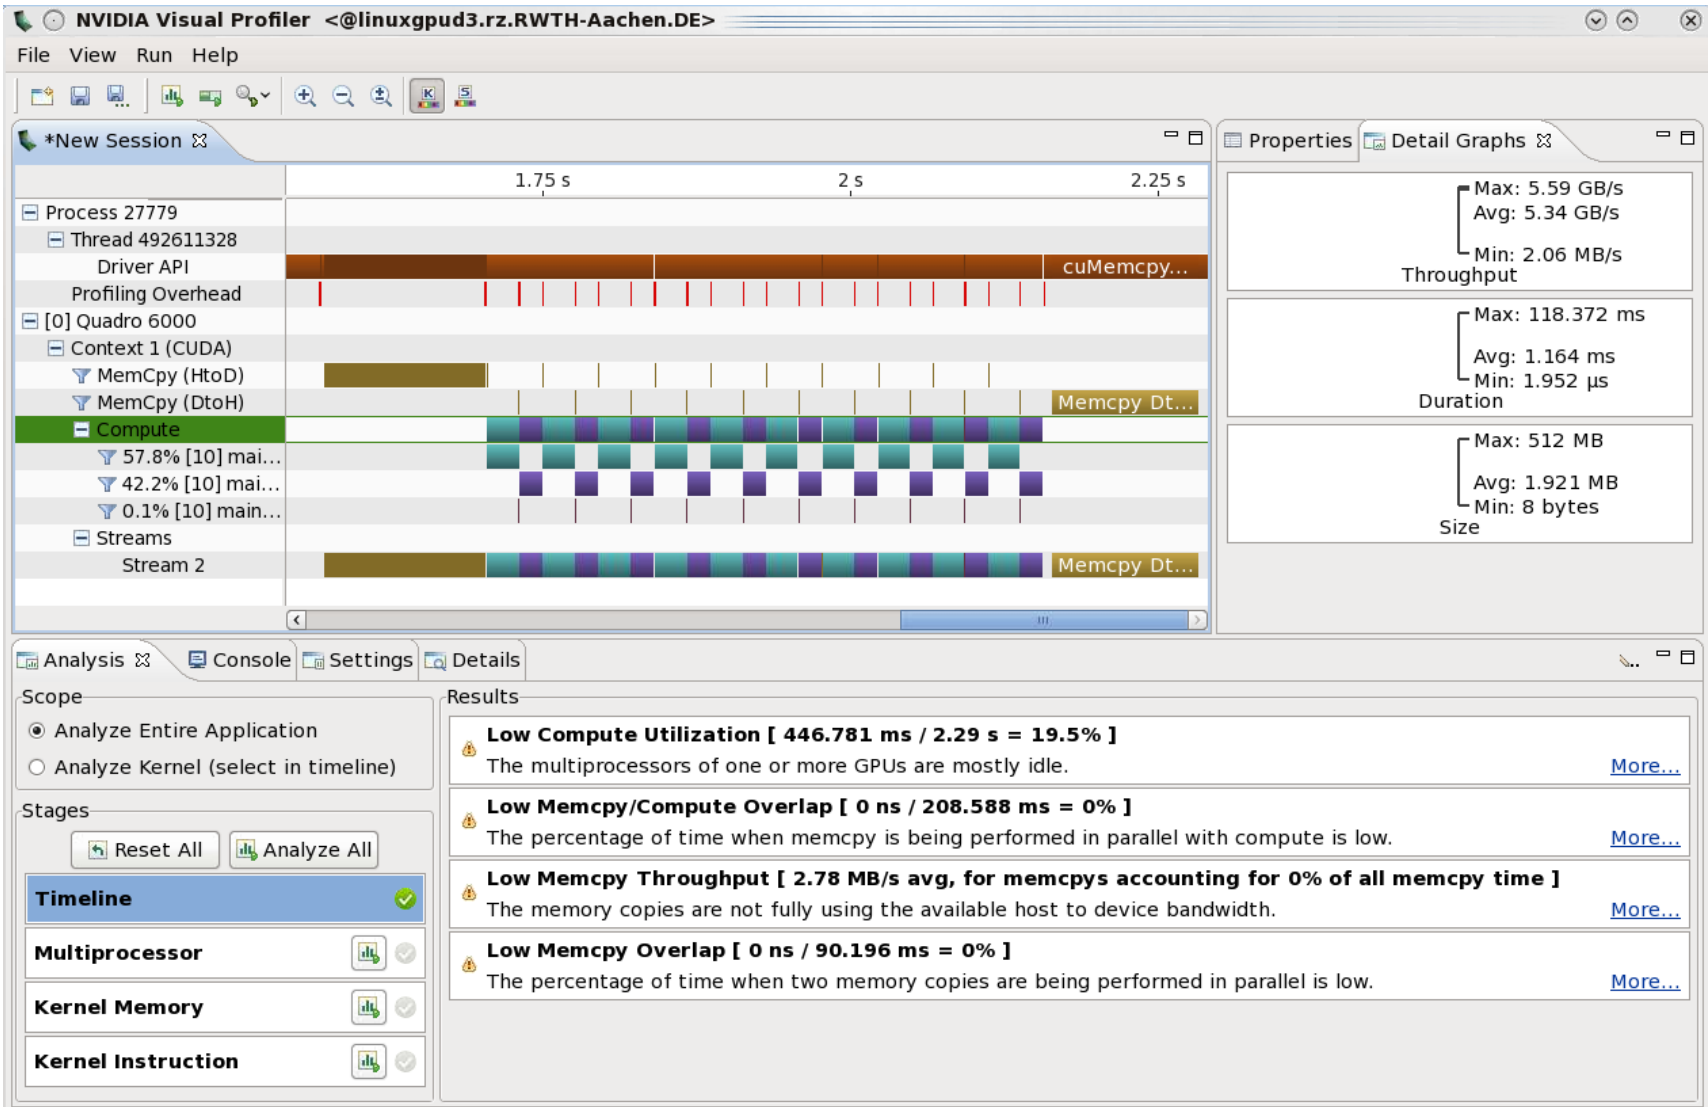 NVIDIA Visual Profiler <@linuxgpud3.rz.RWTH-Aachen.DE>
File View Run Help
K S
*New Session
1.75 s 2 s 2.25 s
Process 27779
Thread 492611328
Driver API
cuMemcpy...
Profiling Overhead
[0] Quadro 6000
Context 1 (CUDA)
MemCpy (HtoD)
MemCpy (DtoH)
Memcpy Dt...
Compute
57.8% [10] mai...
42.2% [10] mai...
0.1% [10] main...
Streams
Stream 2
Memcpy Dt...
Properties
Detail Graphs
Max: 5.59 GB/s
Avg: 5.34 GB/s
Min: 2.06 MB/s
Throughput
Max: 118.372 ms
Avg: 1.164 ms
Min: 1.952 µs
Duration
Max: 512 MB
Avg: 1.921 MB
Min: 8 bytes
Size
Analysis Console Settings Details
Scope
Analyze Entire Application
Analyze Kernel (select in timeline)
Stages
Reset All
Analyze All
Timeline
Multiprocessor
Kernel Memory
Kernel Instruction
Results
Low Compute Utilization [ 446.781 ms / 2.29 s = 19.5% ]
The multiprocessors of one or more GPUs are mostly idle.
More...
Low Memcpy/Compute Overlap [ 0 ns / 208.588 ms = 0% ]
The percentage of time when memcpy is being performed in parallel with compute is low.
More...
Low Memcpy Throughput [ 2.78 MB/s avg, for memcpys accounting for 0% of all memcpy time ]
The memory copies are not fully using the available host to device bandwidth.
More...
Low Memcpy Overlap [ 0 ns / 90.196 ms = 0% ]
The percentage of time when two memory copies are being performed in parallel is low.
More...